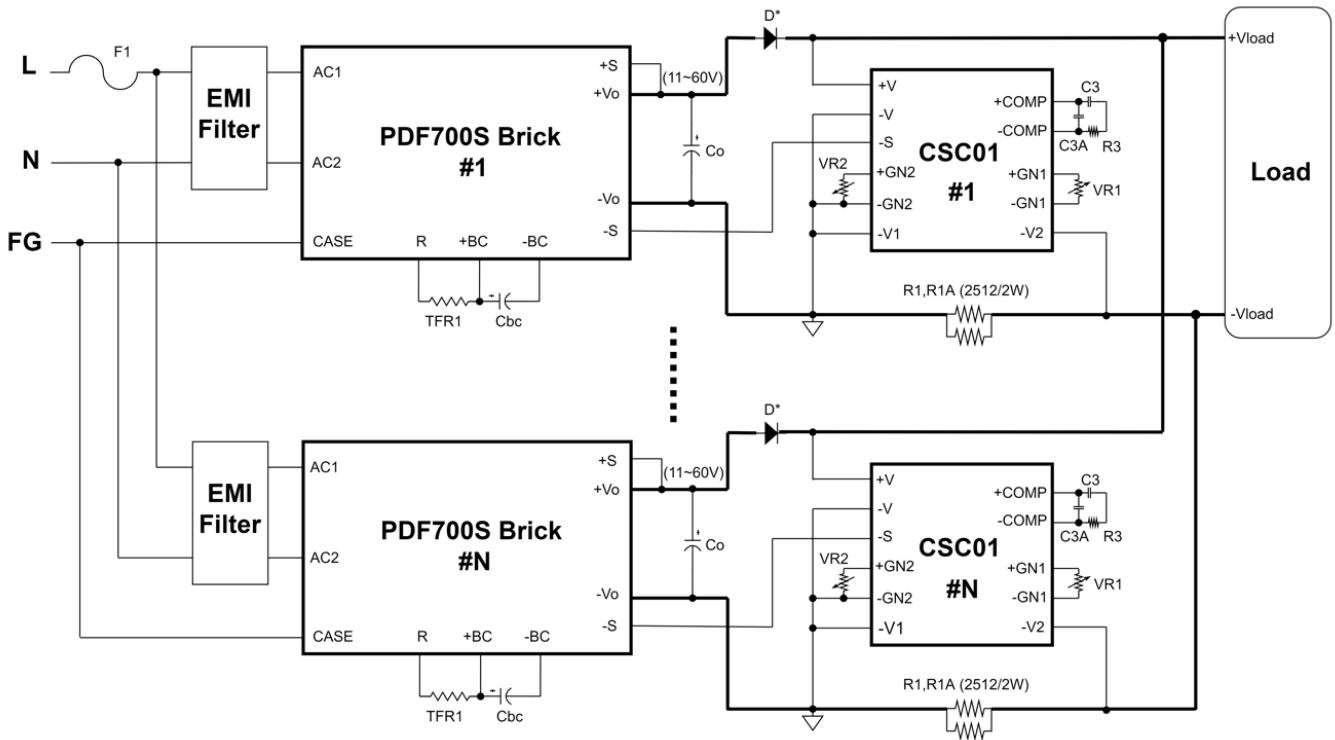 L
F1
N
FG
EMI
Filter
AC1
AC2
CASE
PDF700S Brick
#1
R
+BC
-BC
TFR1
Cbc
+S
+Vo
-Vo
-S
(11~60V)
+
Co
D*
+V
-V
-S
+GN2
-GN2
-V1
VR2
CSC01
#1
+COMP
-COMP
+GN1
-GN1
-V2
C3
C3A
R3
VR1
R1,R1A (2512/2W)
+Vload
-Vload
Load
EMI
Filter
AC1
AC2
CASE
PDF700S Brick
#N
R
+BC
-BC
TFR1
Cbc
+S
+Vo
-Vo
-S
(11~60V)
+
Co
D*
+V
-V
-S
+GN2
-GN2
-V1
VR2
CSC01
#N
+COMP
-COMP
+GN1
-GN1
-V2
C3
C3A
R3
VR1
R1,R1A (2512/2W)